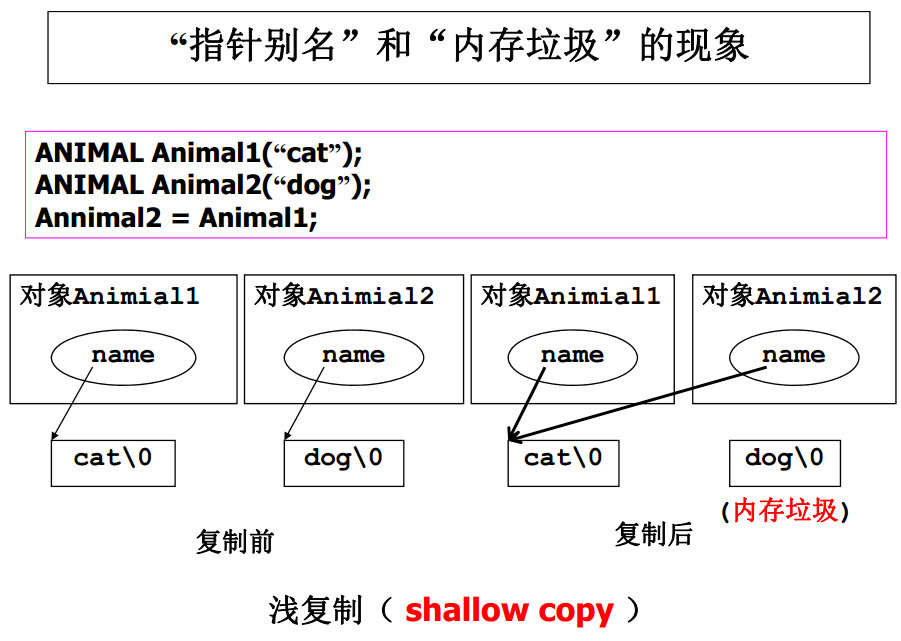 “指针别名”和“内存垃圾”的现象
ANIMAL Animal1(“cat”);
ANIMAL Animal2(“dog”);
Annimal2 = Animal1;
对象Animial1
对象Animial2
对象Animial1
对象Animial2
name
name
name
name
cat\0
dog\0
cat\0
dog\0
(内存垃圾)
复制前
复制后
浅复制（ shallow copy ）